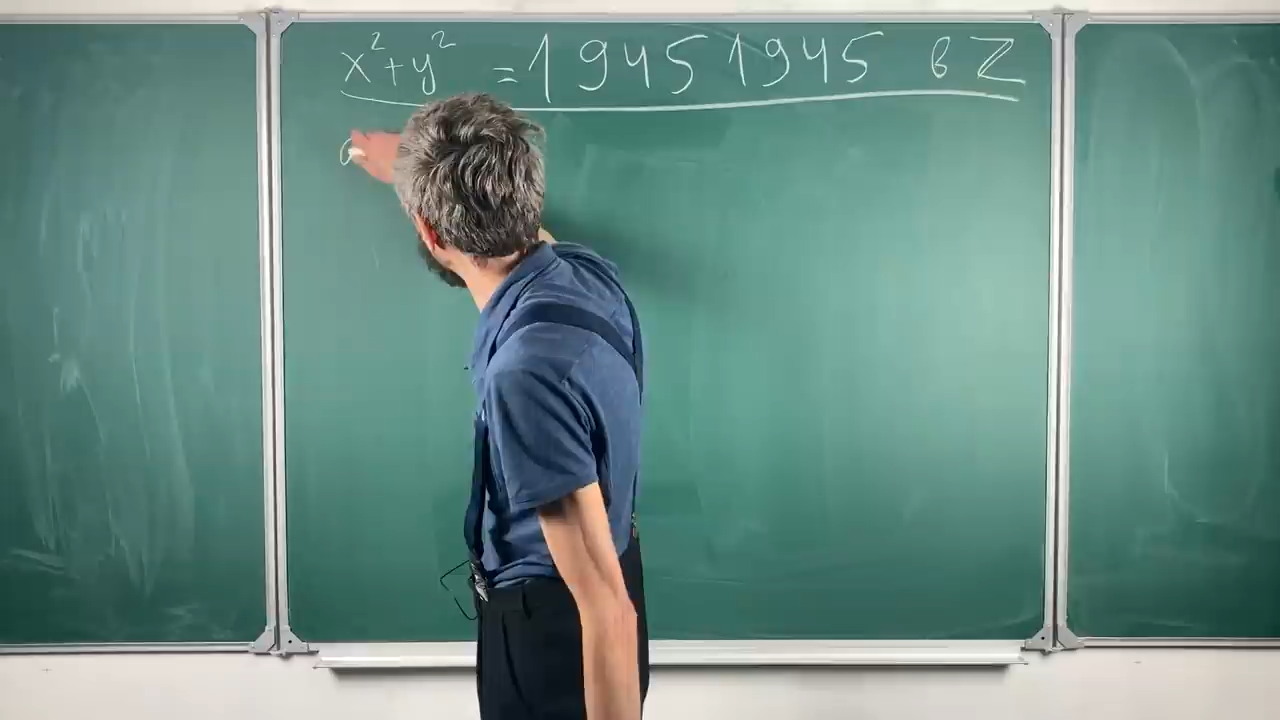 x² + y² = 19451945 в Z